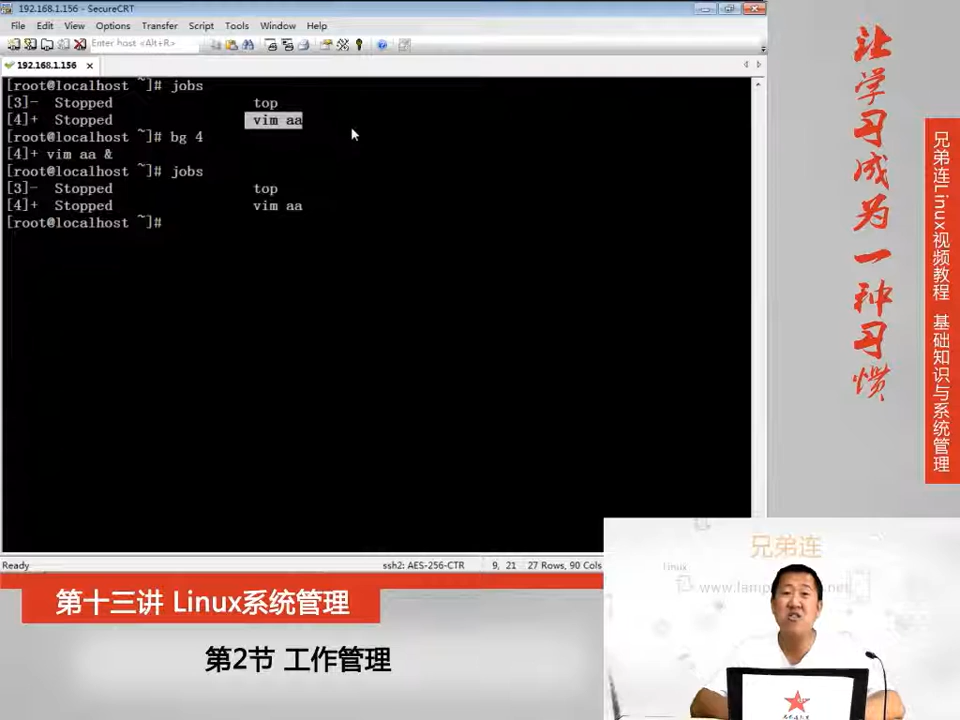 192.168.1.156 - SecureCRT
File Edit View Options Transfer Script Tools Window Help
Enter host <Alt+R>
192.168.1.156
[root@localhost ~]# jobs
[3]- Stopped top
[4]+ Stopped vim aa
[root@localhost ~]# bg 4
[4]+ vim aa &
[root@localhost ~]# jobs
[3]- Stopped top
[4]+ Stopped vim aa
[root@localhost ~]#
Ready ssh2: AES-256-CTR 9, 21 27 Rows, 90 Cols
让学习成为一种习惯
兄弟连Linux视频教程 基础知识与系统管理
第十三讲 Linux系统管理
第2节 工作管理
兄弟连
Linux